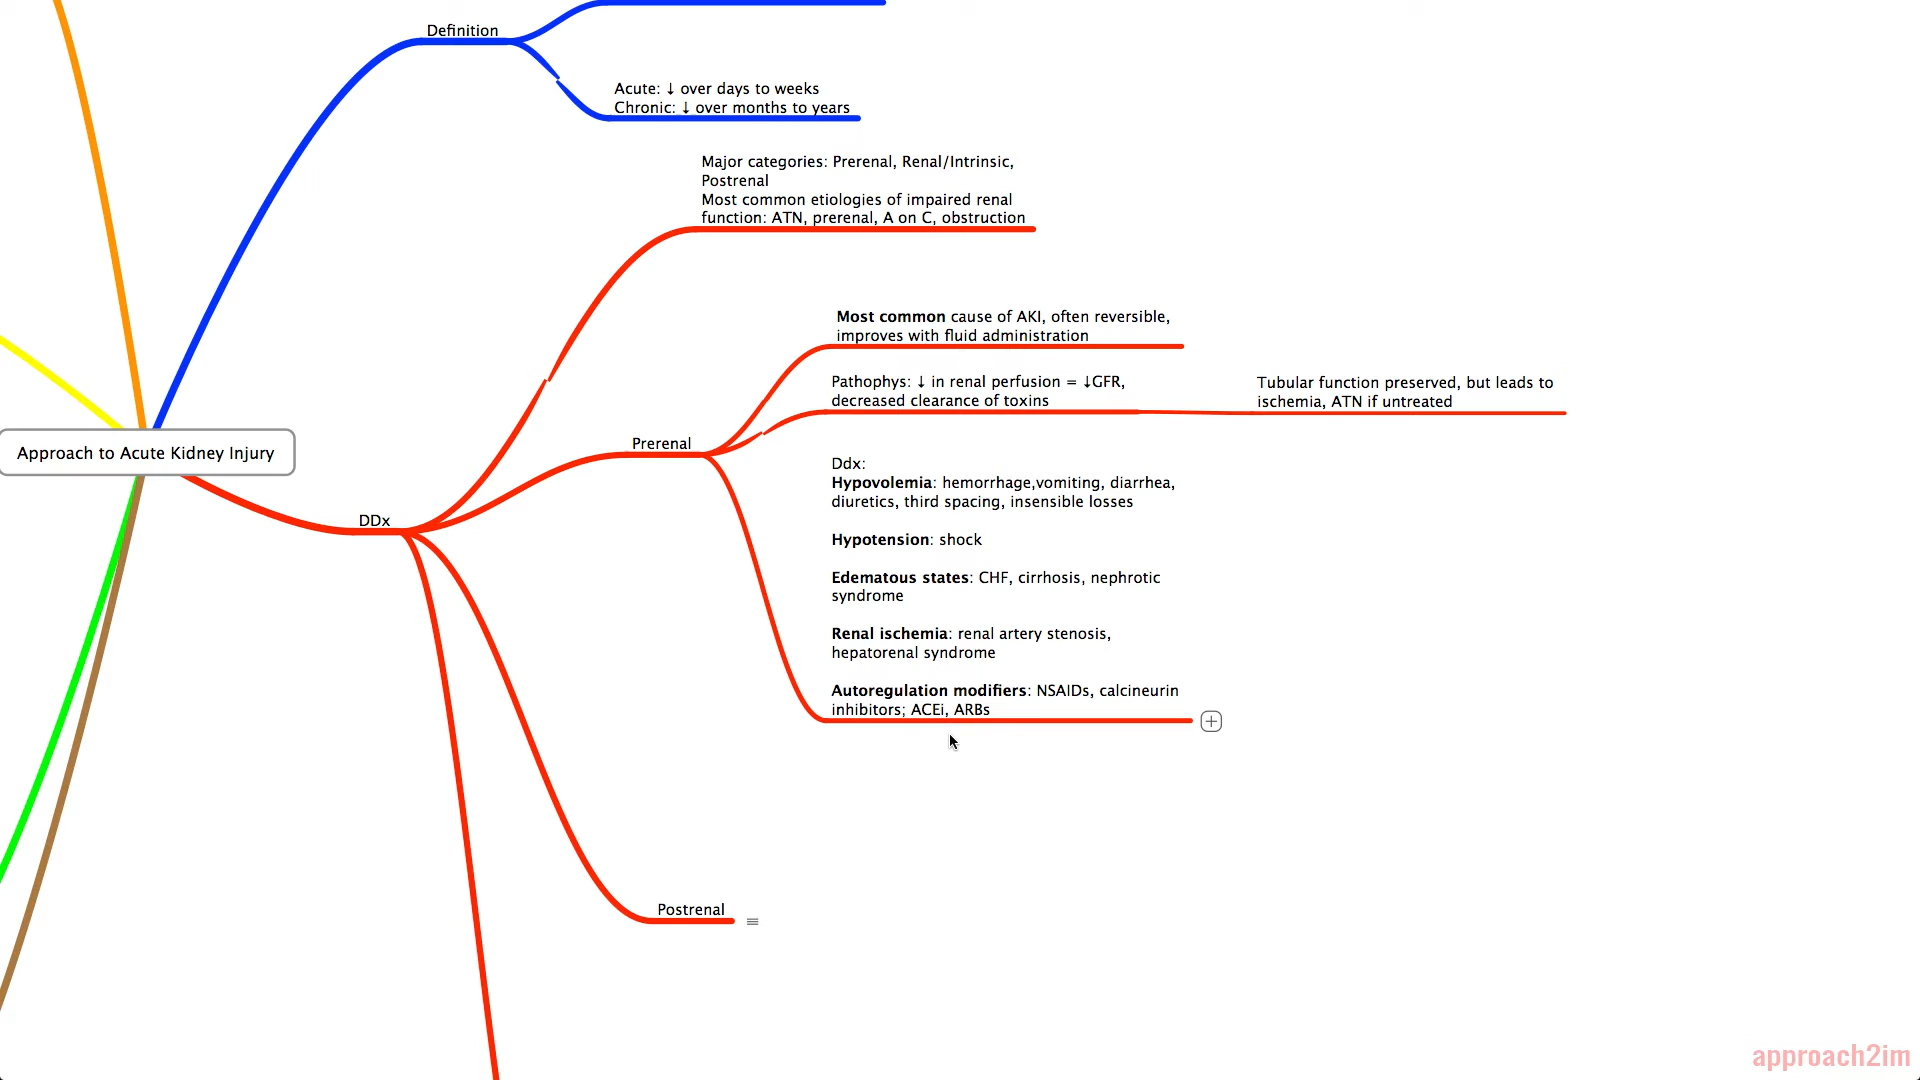 Definition
Acute: ↓ over days to weeks
Chronic: ↓ over months to years
Major categories: Prerenal, Renal/Intrinsic,
Postrenal
Most common etiologies of impaired renal
function: ATN, prerenal, A on C, obstruction
Most common cause of AKI, often reversible,
improves with fluid administration
Pathophys: ↓ in renal perfusion = ↓GFR,
decreased clearance of toxins
Tubular function preserved, but leads to
ischemia, ATN if untreated
Prerenal
Approach to Acute Kidney Injury
Ddx:
Hypovolemia: hemorrhage,vomiting, diarrhea,
diuretics, third spacing, insensible losses
DDx
Hypotension: shock
Edematous states: CHF, cirrhosis, nephrotic
syndrome
Renal ischemia: renal artery stenosis,
hepatorenal syndrome
Autoregulation modifiers: NSAIDs, calcineurin
inhibitors; ACEi, ARBs
Postrenal
approach2im